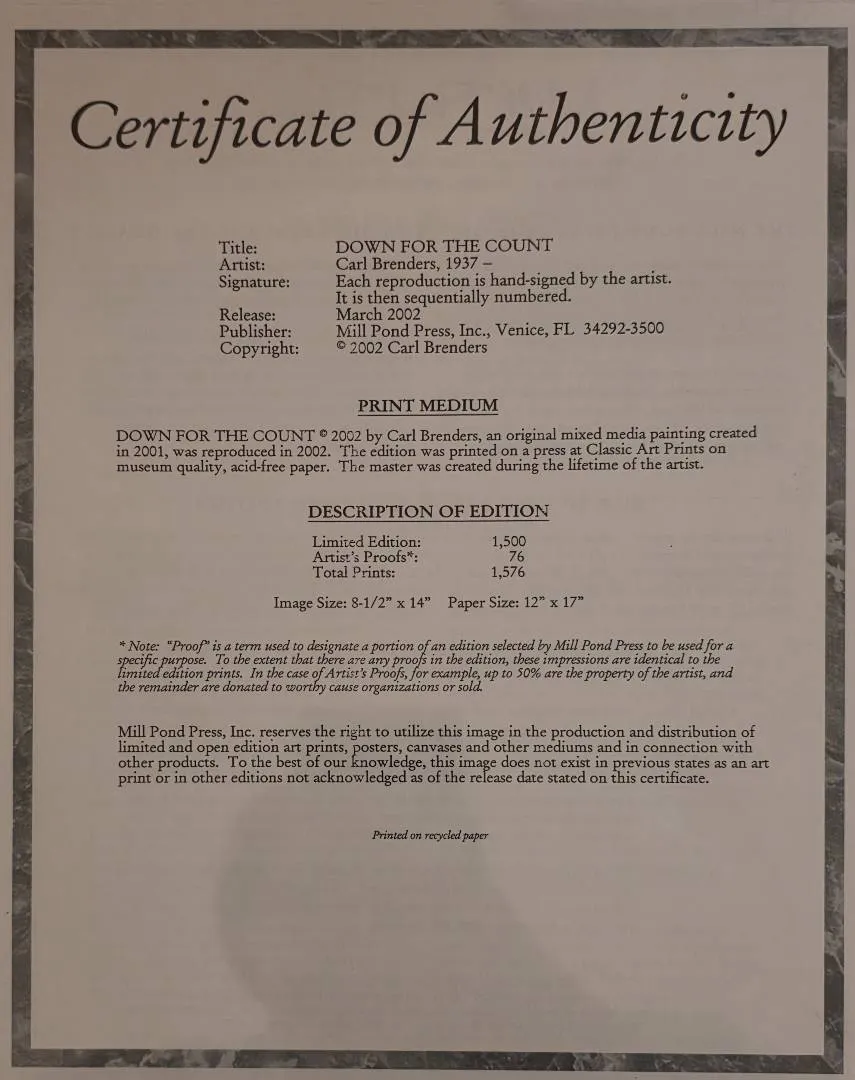 Certificate of Authenticity
Title: DOWN FOR THE COUNT
Artist: Carl Brenders, 1937 –
Signature: Each reproduction is hand-signed by the artist.
It is then sequentially numbered.
Release: March 2002
Publisher: Mill Pond Press, Inc., Venice, FL 34292-3500
Copyright: © 2002 Carl Brenders
PRINT MEDIUM
DOWN FOR THE COUNT © 2002 by Carl Brenders, an original mixed media painting created
in 2001, was reproduced in 2002. The edition was printed on a press at Classic Art Prints on
museum quality, acid-free paper. The master was created during the lifetime of the artist.
DESCRIPTION OF EDITION
Limited Edition: 1,500
Artist's Proofs*: 76
Total Prints: 1,576
Image Size: 8-1/2" x 14" Paper Size: 12" x 17"
* Note: "Proof" is a term used to designate a portion of an edition selected by Mill Pond Press to be used for a
specific purpose. To the extent that there are any proofs in the edition, these impressions are identical to the
limited edition prints. In the case of Artist's Proofs, for example, up to 50% are the property of the artist, and
the remainder are donated to worthy cause organizations or sold.
Mill Pond Press, Inc. reserves the right to utilize this image in the production and distribution of
limited and open edition art prints, posters, canvases and other mediums and in connection with
other products. To the best of our knowledge, this image does not exist in previous states as an art
print or in other editions not acknowledged as of the release date stated on this certificate.
Printed on recycled paper